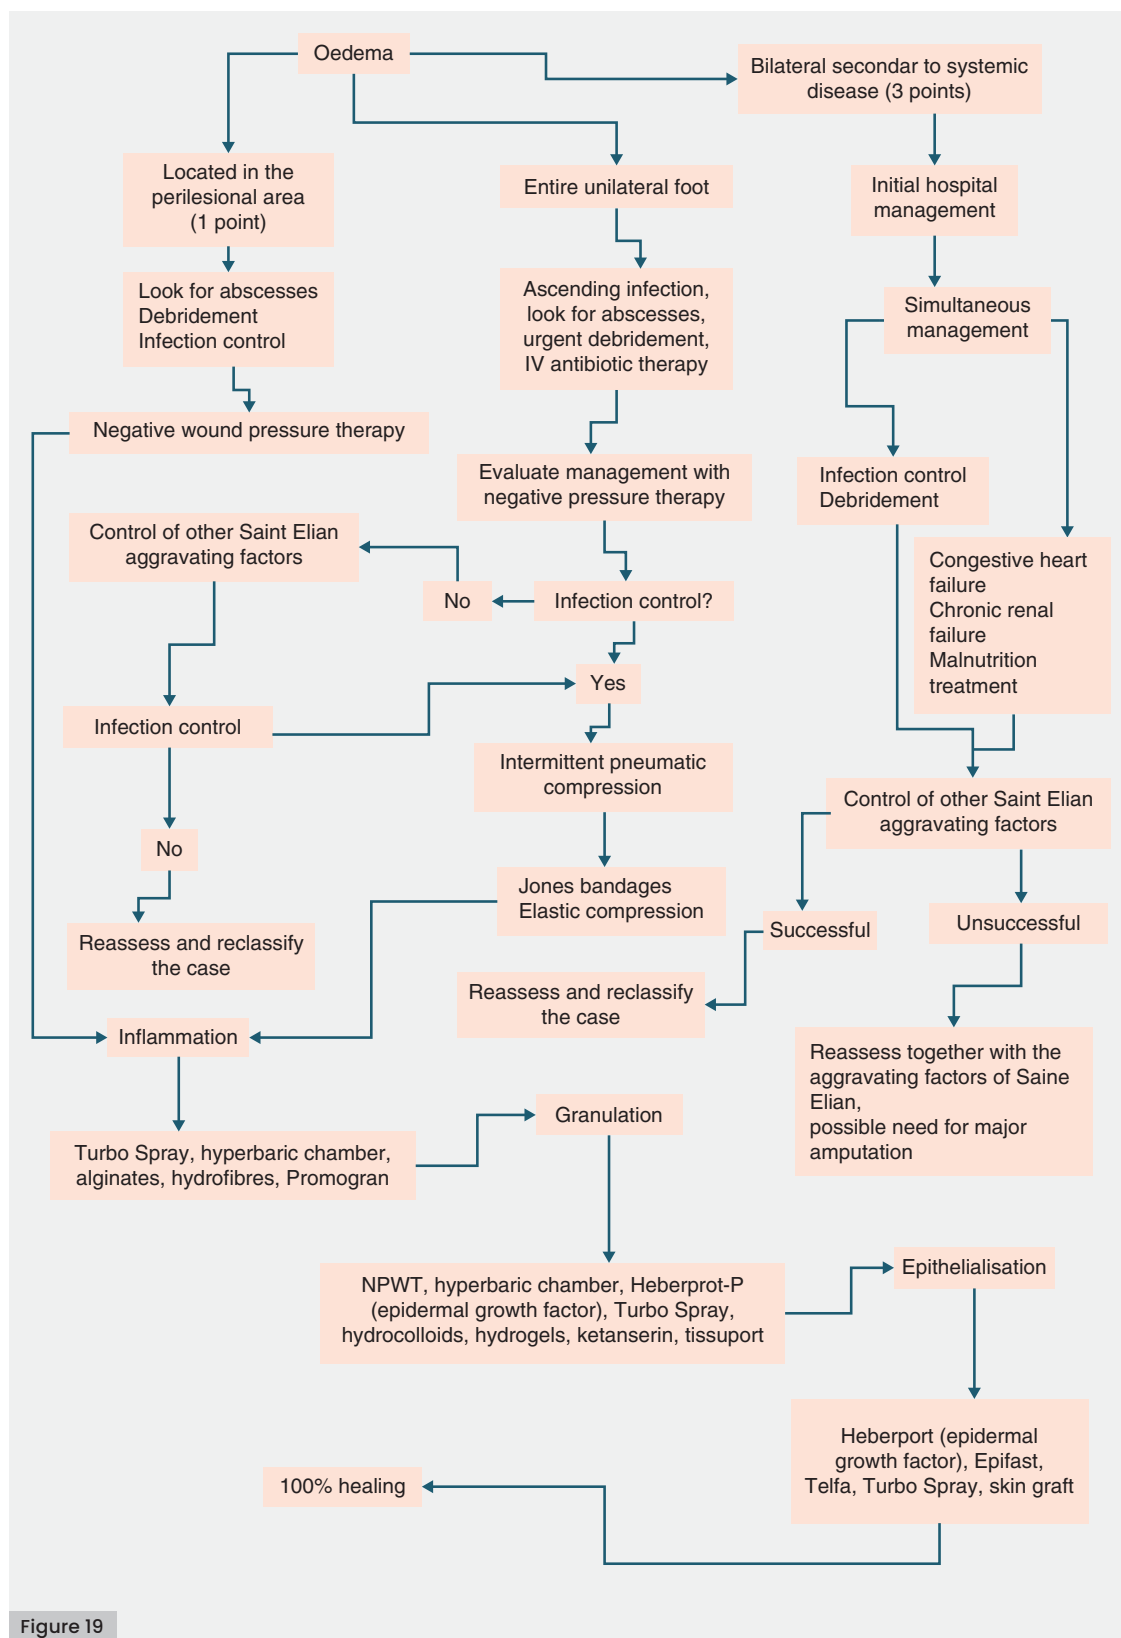 Oedema
Bilateral secondar to systemic
disease (3 points)
Located in the
perilesional area
(1 point)
Entire unilateral foot
Initial hospital
management
Look for abscesses
Debridement
Infection control
Ascending infection,
look for abscesses,
urgent debridement,
IV antibiotic therapy
Simultaneous
management
Negative wound pressure therapy
Evaluate management with
negative pressure therapy
Infection control
Debridement
Control of other Saint Elian
aggravating factors
No
Infection control?
Congestive heart
failure
Chronic renal
failure
Malnutrition
treatment
Yes
Infection control
Intermittent pneumatic
compression
Control of other Saint Elian
aggravating factors
No
Jones bandages
Elastic compression
Successful
Unsuccessful
Reassess and reclassify
the case
Reassess and reclassify
the case
Inflammation
Reassess together with the
aggravating factors of Saine
Elian,
possible need for major
amputation
Granulation
Turbo Spray, hyperbaric chamber,
alginates, hydrofibres, Promogran
Epithelialisation
NPWT, hyperbaric chamber, Heberprot-P
(epidermal growth factor), Turbo Spray,
hydrocolloids, hydrogels, ketanserin, tissuport
Heberport (epidermal
growth factor), Epifast,
Telfa, Turbo Spray, skin graft
100% healing
Figure 19